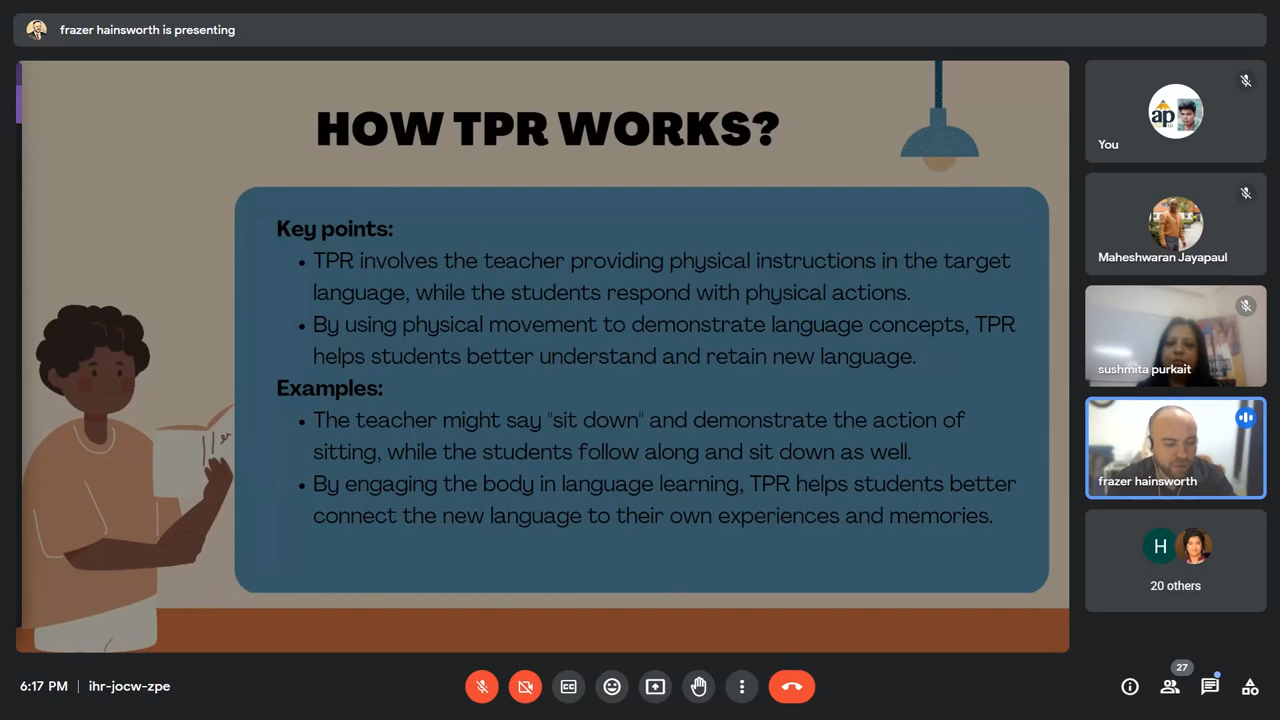 frazer hainsworth is presenting
HOW TPR WORKS?
Key points:
• TPR involves the teacher providing physical instructions in the target
language, while the students respond with physical actions.
• By using physical movement to demonstrate language concepts, TPR
helps students better understand and retain new language.
Examples:
• The teacher might say "sit down" and demonstrate the action of
sitting, while the students follow along and sit down as well.
• By engaging the body in language learning, TPR helps students better
connect the new language to their own experiences and memories.
ap
You
Maheshwaran Jayapaul
sushmita purkait
frazer hainsworth
H
20 others
6:17 PM | ihr-jocw-zpe
CC
27